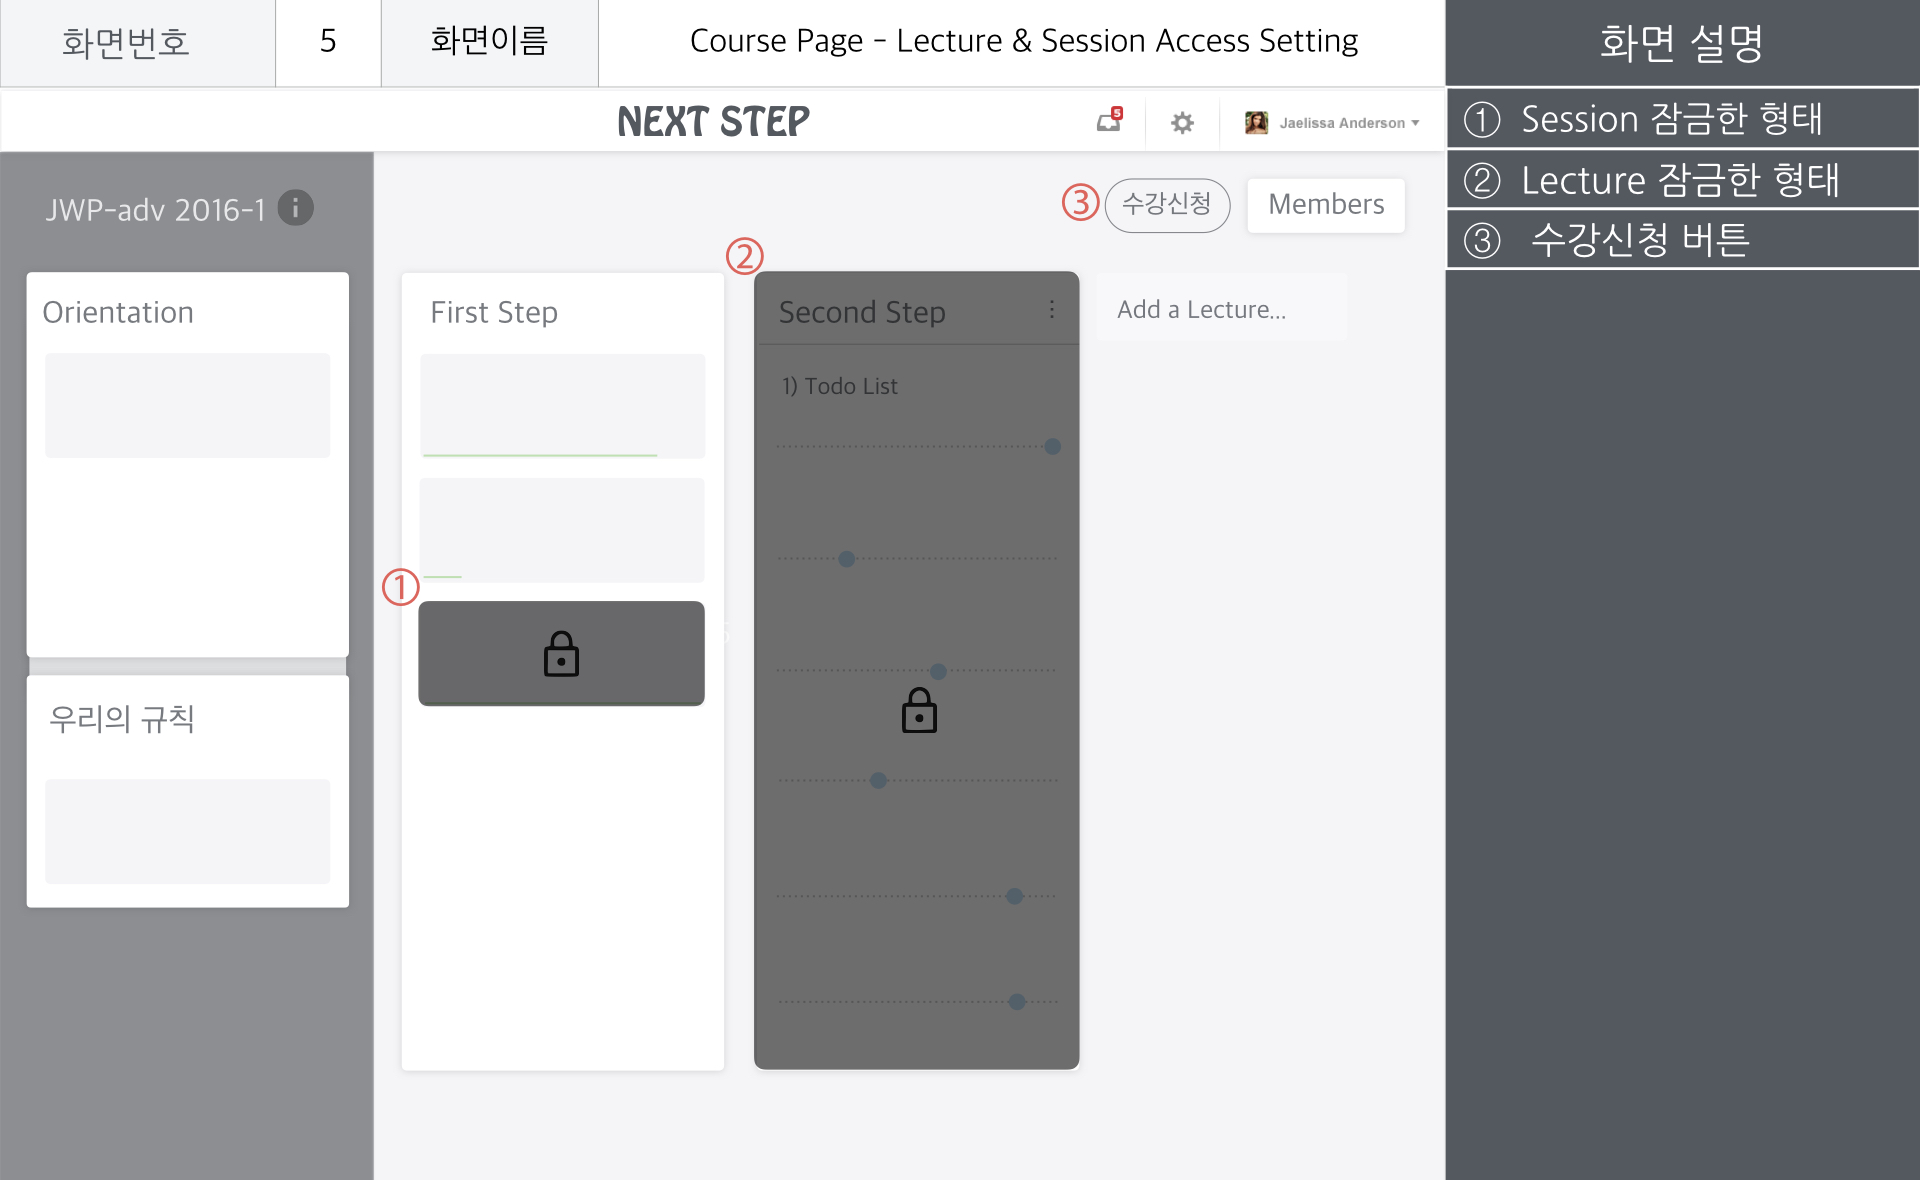 화면번호
5
화면이름
Course Page - Lecture & Session Access Setting
화면 설명
NEXT STEP
5
Jaelissa Anderson
① Session 잠금한 형태
② Lecture 잠금한 형태
③ 수강신청 버튼
JWP-adv 2016-1
i
③
수강신청
Members
②
Orientation
First Step
Second Step
Add a Lecture...
1) Todo List
①
우리의 규칙